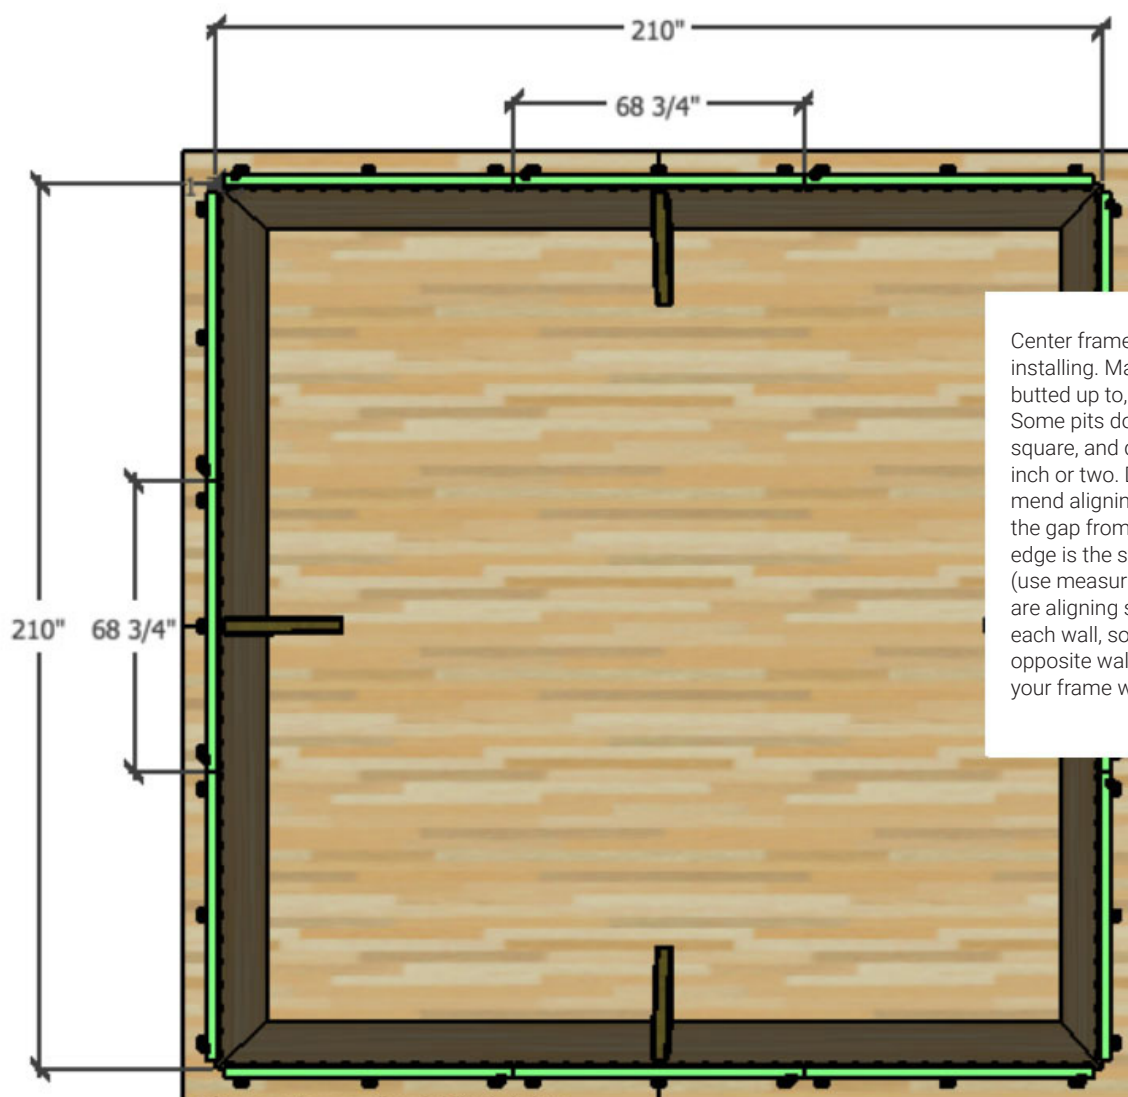 210"
68 3/4"
210"
68 3/4"
Center frame
installing. Ma
butted up to,
Some pits do
square, and
inch or two.
mend alignin
the gap from
edge is the s
(use measur
are aligning s
each wall, so
opposite wal
your frame w